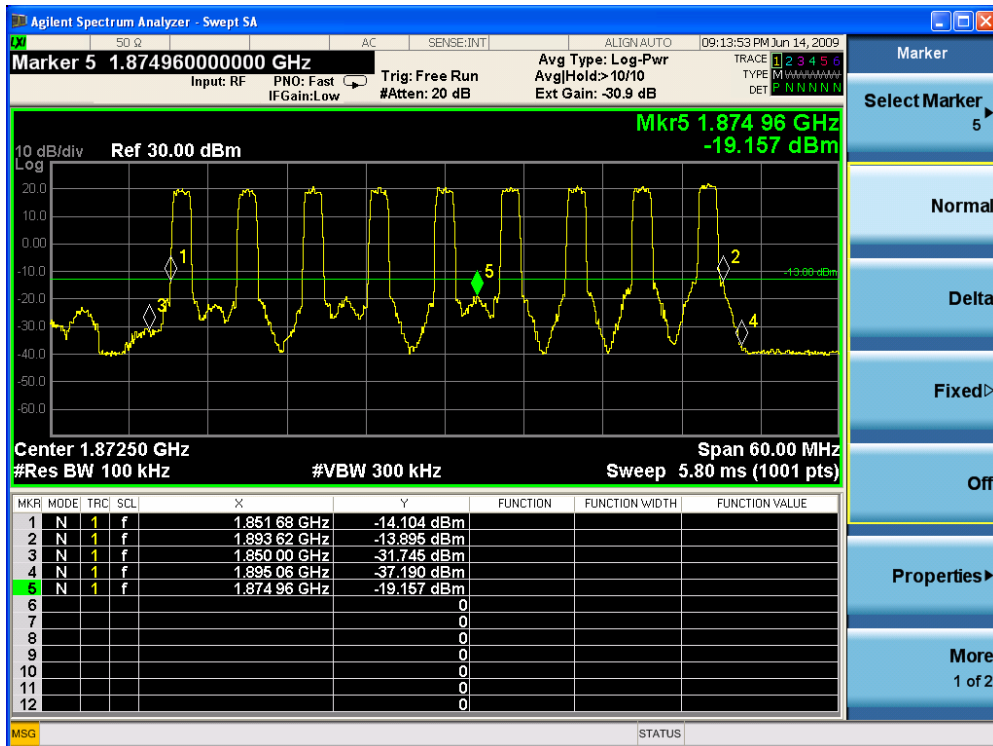 Agilent Spectrum Analyzer - Swept SA
LXI 50 Ω AC SENSE:INT ALIGN AUTO 09:13:53 PM Jun 14, 2009
Marker 5 1.874960000000 GHz
Input: RF PNO: Fast IFGain:Low
Trig: Free Run
#Atten: 20 dB
Avg Type: Log-Pwr
Avg|Hold:> 10/10
Ext Gain: -30.9 dB
TRACE 1 2 3 4 5 6
TYPE M
DET P N N N N N
Mkr5 1.874 96 GHz
-19.157 dBm
10 dB/div Ref 30.00 dBm
Log
20.0
10.0
0.00
-10.0
-20.0
-30.0
-40.0
-50.0
-60.0
1
2
3
4
5
-13.00 dBm
Center 1.87250 GHz Span 60.00 MHz
#Res BW 100 kHz #VBW 300 kHz Sweep 5.80 ms (1001 pts)
MKR MODE TRC SCL X Y FUNCTION FUNCTION WIDTH FUNCTION VALUE
1 N 1 f 1.851 68 GHz -14.104 dBm
2 N 1 f 1.893 62 GHz -13.895 dBm
3 N 1 f 1.850 00 GHz -31.745 dBm
4 N 1 f 1.895 06 GHz -37.190 dBm
5 N 1 f 1.874 96 GHz -19.157 dBm
6 0
7 0
8 0
9 0
10 0
11 0
12 0
MSG STATUS
Marker
Select Marker
5
Normal
Delta
Fixed
Off
Properties
More
1 of 2